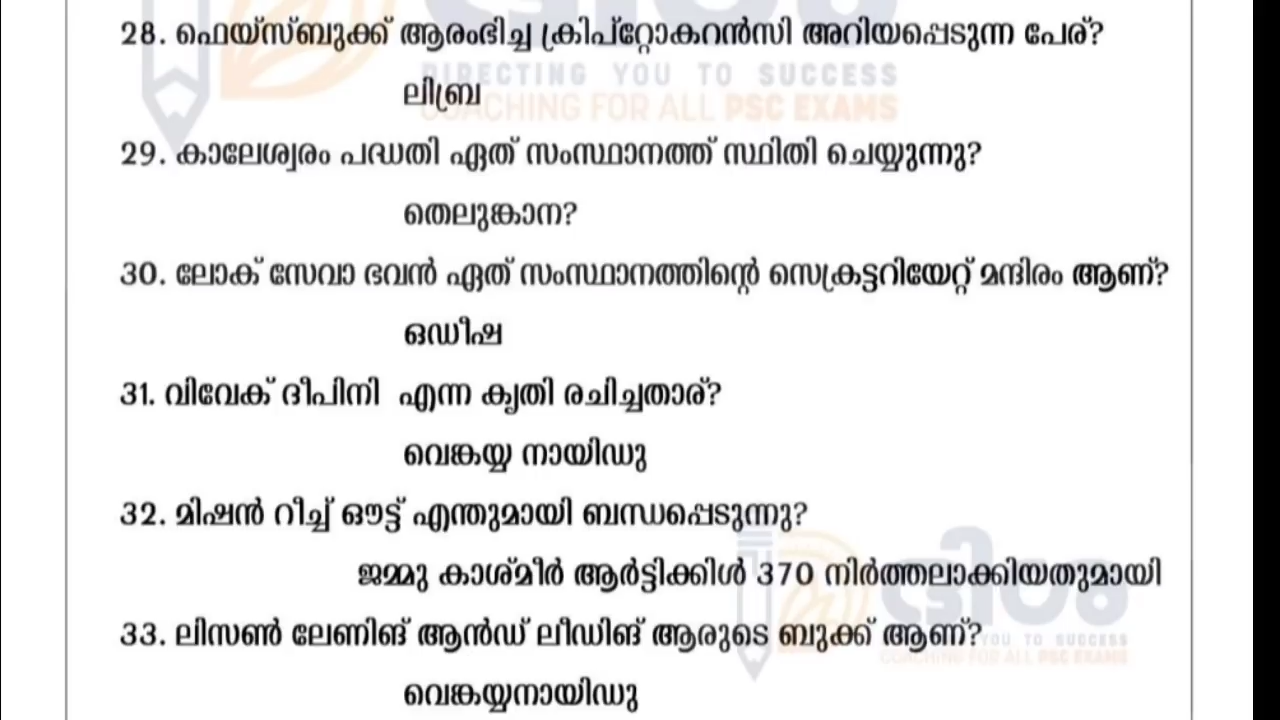 28. ഫെയ്സ്ബുക്ക് ആരംഭിച്ച ക്രിപ്റ്റോകറൻസി അറിയപ്പെടുന്ന പേര്?
DIRECTING YOU TO SUCCESS
ലിബ്ര
COACHING FOR ALL PSC EXAMS
29. കാലേശ്വരം പദ്ധതി ഏത് സംസ്ഥാനത്ത് സ്ഥിതി ചെയ്യുന്നു?
തെലുങ്കാന?
30. ലോക് സേവാ ഭവൻ ഏത് സംസ്ഥാനത്തിന്റെ സെക്രട്ടറിയേറ്റ് മന്ദിരം ആണ്?
ഒഡീഷ
31. വിവേക് ദീപിനി എന്ന കൃതി രചിച്ചതാര്?
വെങ്കയ്യ നായിഡു
32. മിഷൻ റീച്ച് ഔട്ട് എന്തുമായി ബന്ധപ്പെടുന്നു?
ജമ്മു കാശ്മീർ ആർട്ടിക്കിൾ 370 നിർത്തലാക്കിയതുമായി
33. ലിസൺ ലേണിങ് ആൻഡ് ലീഡിങ് ആരുടെ ബുക്ക് ആണ്?
YOU TO SUCCESS
COACHING FOR ALL PSC EXAMS
വെങ്കയ്യനായിഡു